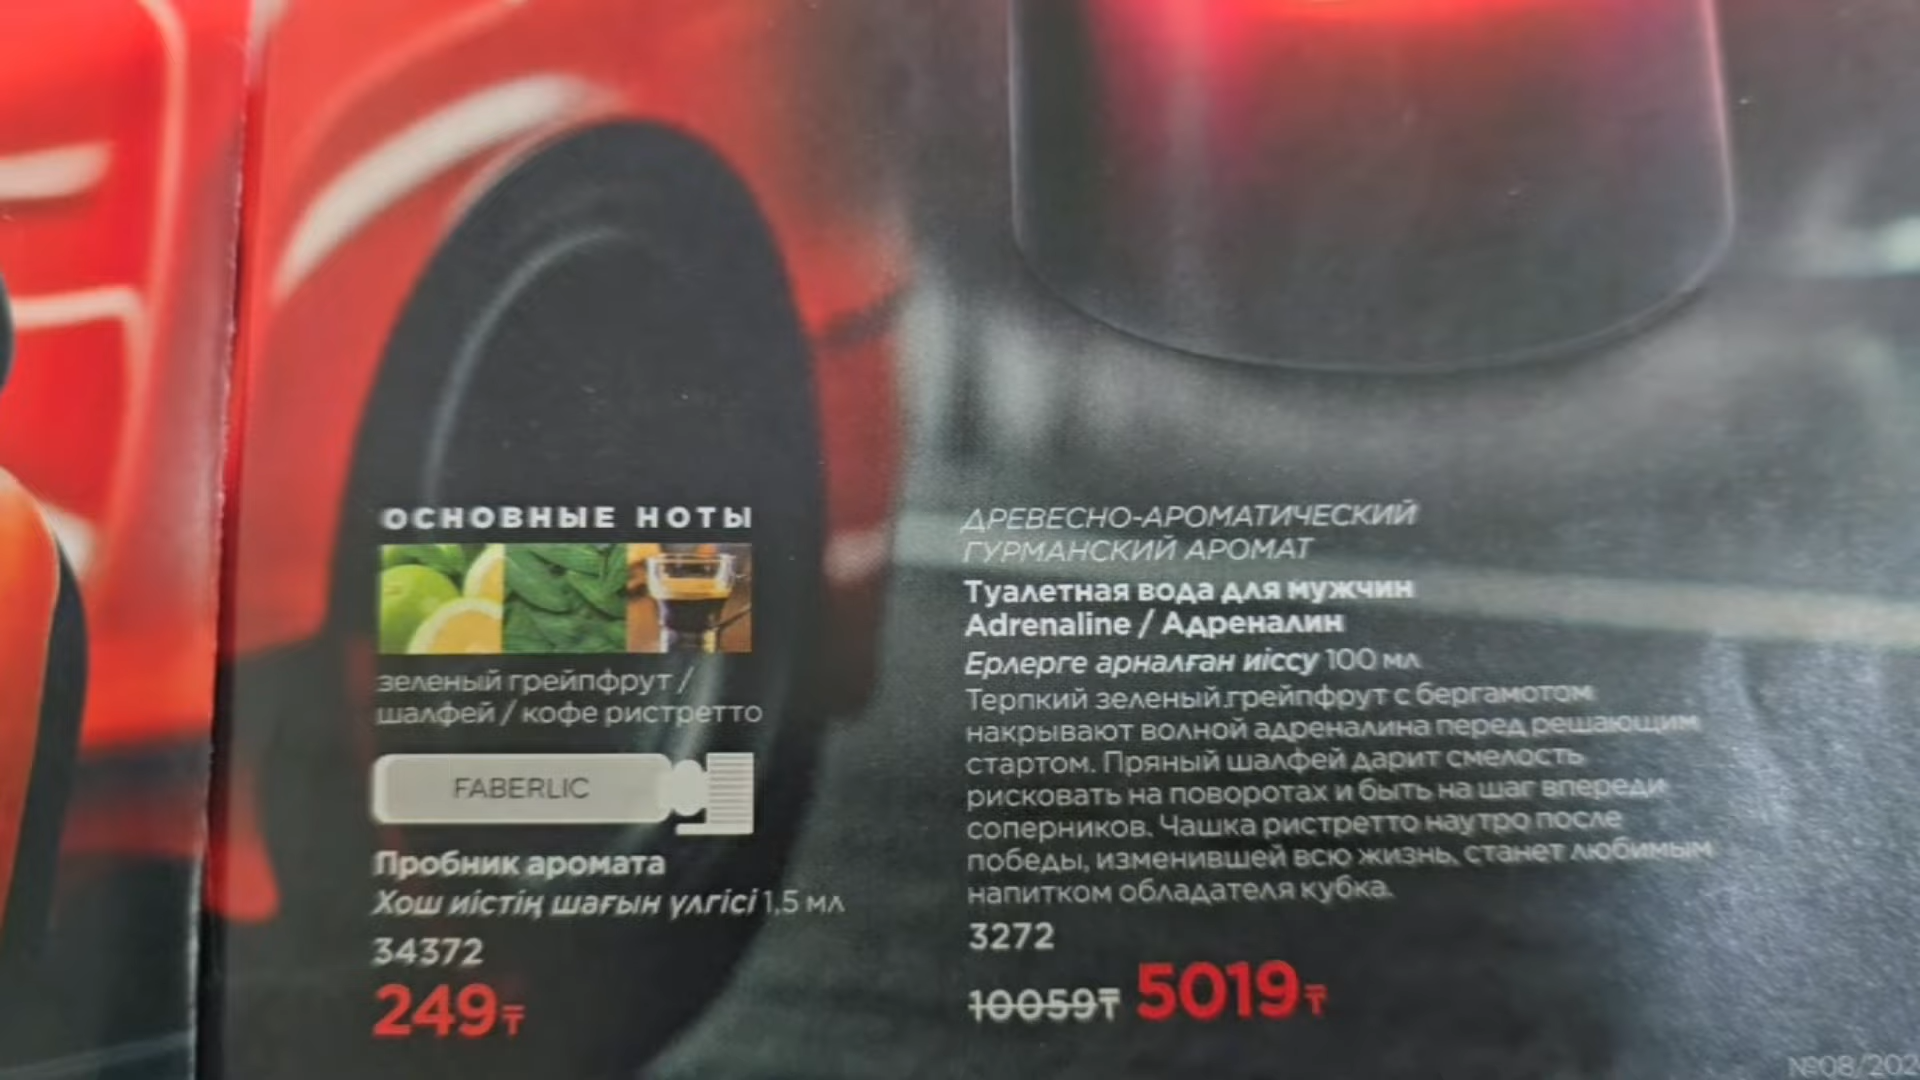 ОСНОВНЫЕ НОТЫ
зеленый грейпфрут /
шалфей / кофе ристретто
FABERLIC
Пробник аромата
Хош иістің шағын үлгісі 1,5 мл
34372
249₸
ДРЕВЕСНО-АРОМАТИЧЕСКИЙ
ГУРМАНСКИЙ АРОМАТ
Туалетная вода для мужчин
Adrenaline / Адреналин
Ерлерге арналған иіссу 100 мл
Терпкий зеленый грейпфрут с бергамотом
накрывают волной адреналина перед решающим
стартом. Пряный шалфей дарит смелость
рисковать на поворотах и быть на шаг впереди
соперников. Чашка ристретто наутро после
победы, изменившей всю жизнь, станет любимым
напитком обладателя кубка.
3272
10059₸ 5019₸
№08/202